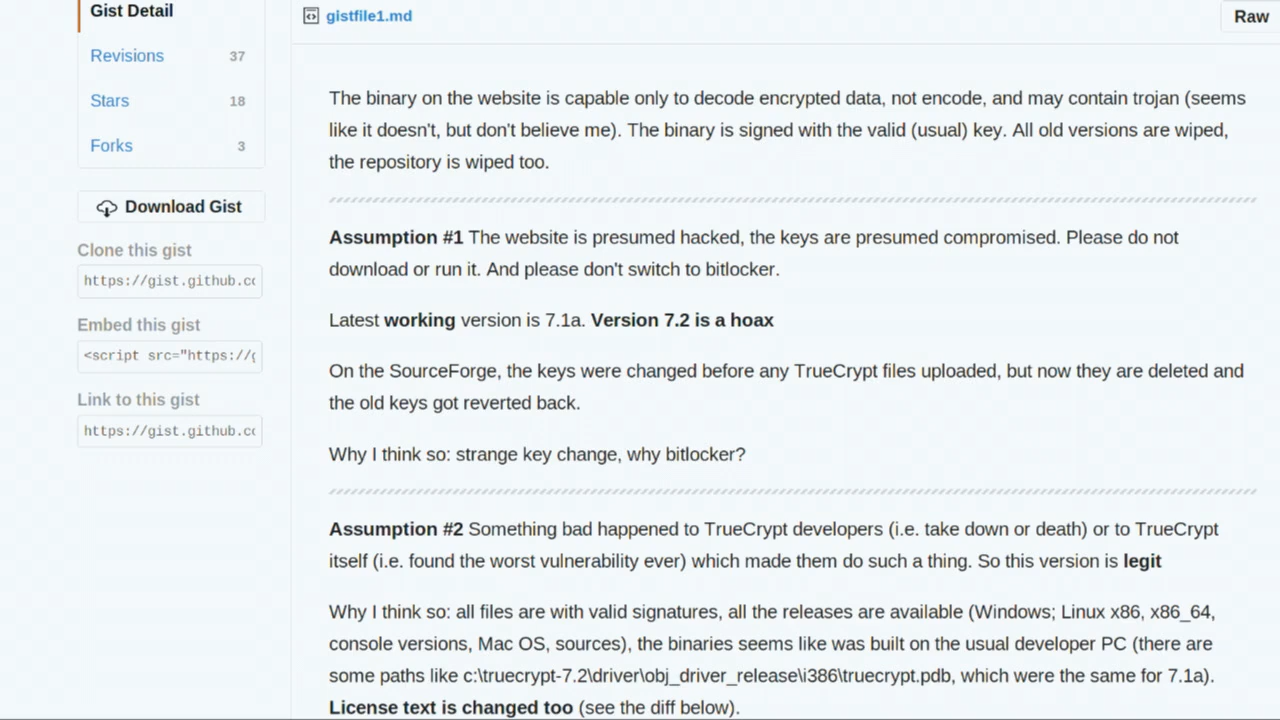 Gist Detail
Revisions 37
Stars 18
Forks 3
Download Gist
Clone this gist
https://gist.github.cc
Embed this gist
<script src="https://g
Link to this gist
https://gist.github.cc
gistfile1.md
Raw
The binary on the website is capable only to decode encrypted data, not encode, and may contain trojan (seems
like it doesn't, but don't believe me). The binary is signed with the valid (usual) key. All old versions are wiped,
the repository is wiped too.
Assumption #1 The website is presumed hacked, the keys are presumed compromised. Please do not
download or run it. And please don't switch to bitlocker.
Latest working version is 7.1a. Version 7.2 is a hoax
On the SourceForge, the keys were changed before any TrueCrypt files uploaded, but now they are deleted and
the old keys got reverted back.
Why I think so: strange key change, why bitlocker?
Assumption #2 Something bad happened to TrueCrypt developers (i.e. take down or death) or to TrueCrypt
itself (i.e. found the worst vulnerability ever) which made them do such a thing. So this version is legit
Why I think so: all files are with valid signatures, all the releases are available (Windows; Linux x86, x86_64,
console versions, Mac OS, sources), the binaries seems like was built on the usual developer PC (there are
some paths like c:\truecrypt-7.2\driver\obj_driver_release\i386\truecrypt.pdb, which were the same for 7.1a).
License text is changed too (see the diff below).